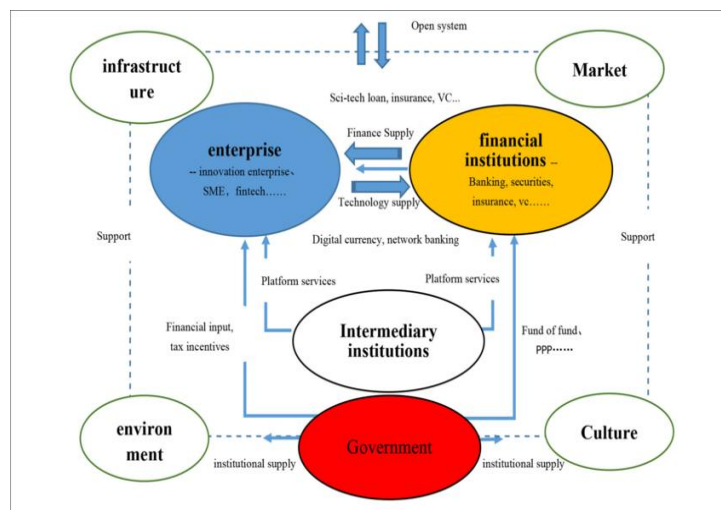 Open system
infrastruct
ure
Market
Sci-tech loan, insurance, VC...
enterprise
-- innovation enterprise、
SME，fintech……
Finance Supply
Technology supply
financial
institutions –
Banking, securities,
insurance, vc……
Support
Support
Digital currency, network banking
Platform services
Platform services
Intermediary
institutions
Financial input,
tax incentives
Fund of fund、
PPP……
environ
ment
Government
Culture
institutional supply
institutional supply